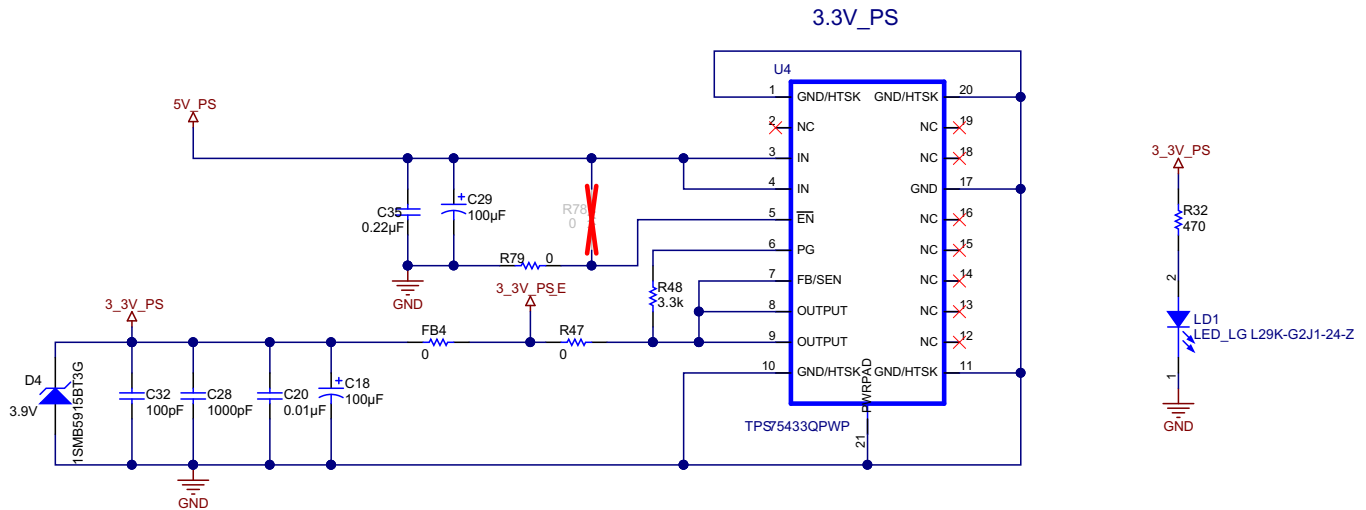 3.3V_PS
U4
1 GND/HTSK GND/HTSK 20
2 NC NC 19
3 IN NC 18
4 IN GND 17
5 EN NC 16
6 PG NC 15
7 FB/SEN NC 14
8 OUTPUT NC 13
9 OUTPUT NC 12
10 GND/HTSK GND/HTSK 11
PWRPAD
21
TPS75433QPWP
5V_PS
C35
0.22µF
C29
100µF
R78
0
R79 0
GND
3_3V_PS_E
R48
3.3k
3_3V_PS
FB4
0
R47
0
D4
3.9V
1SMB5915BT3G
C32
100pF
C28
1000pF
C20
0.01µF
C18
100µF
GND
3_3V_PS
R32
470
2
LD1
LED_LG L29K-G2J1-24-Z
1
GND